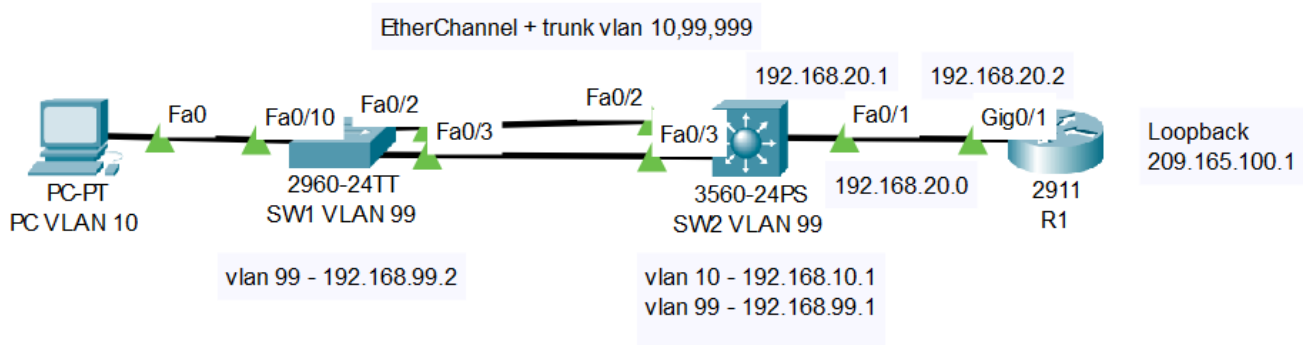 EtherChannel + trunk vlan 10,99,999
192.168.20.1
192.168.20.2
Fa0
Fa0/10
Fa0/2
Fa0/3
Fa0/2
Fa0/3
Fa0/1
Gig0/1
Loopback
209.165.100.1
PC-PT
PC VLAN 10
2960-24TT
SW1 VLAN 99
3560-24PS
SW2 VLAN 99
192.168.20.0
2911
R1
vlan 99 - 192.168.99.2
vlan 10 - 192.168.10.1
vlan 99 - 192.168.99.1